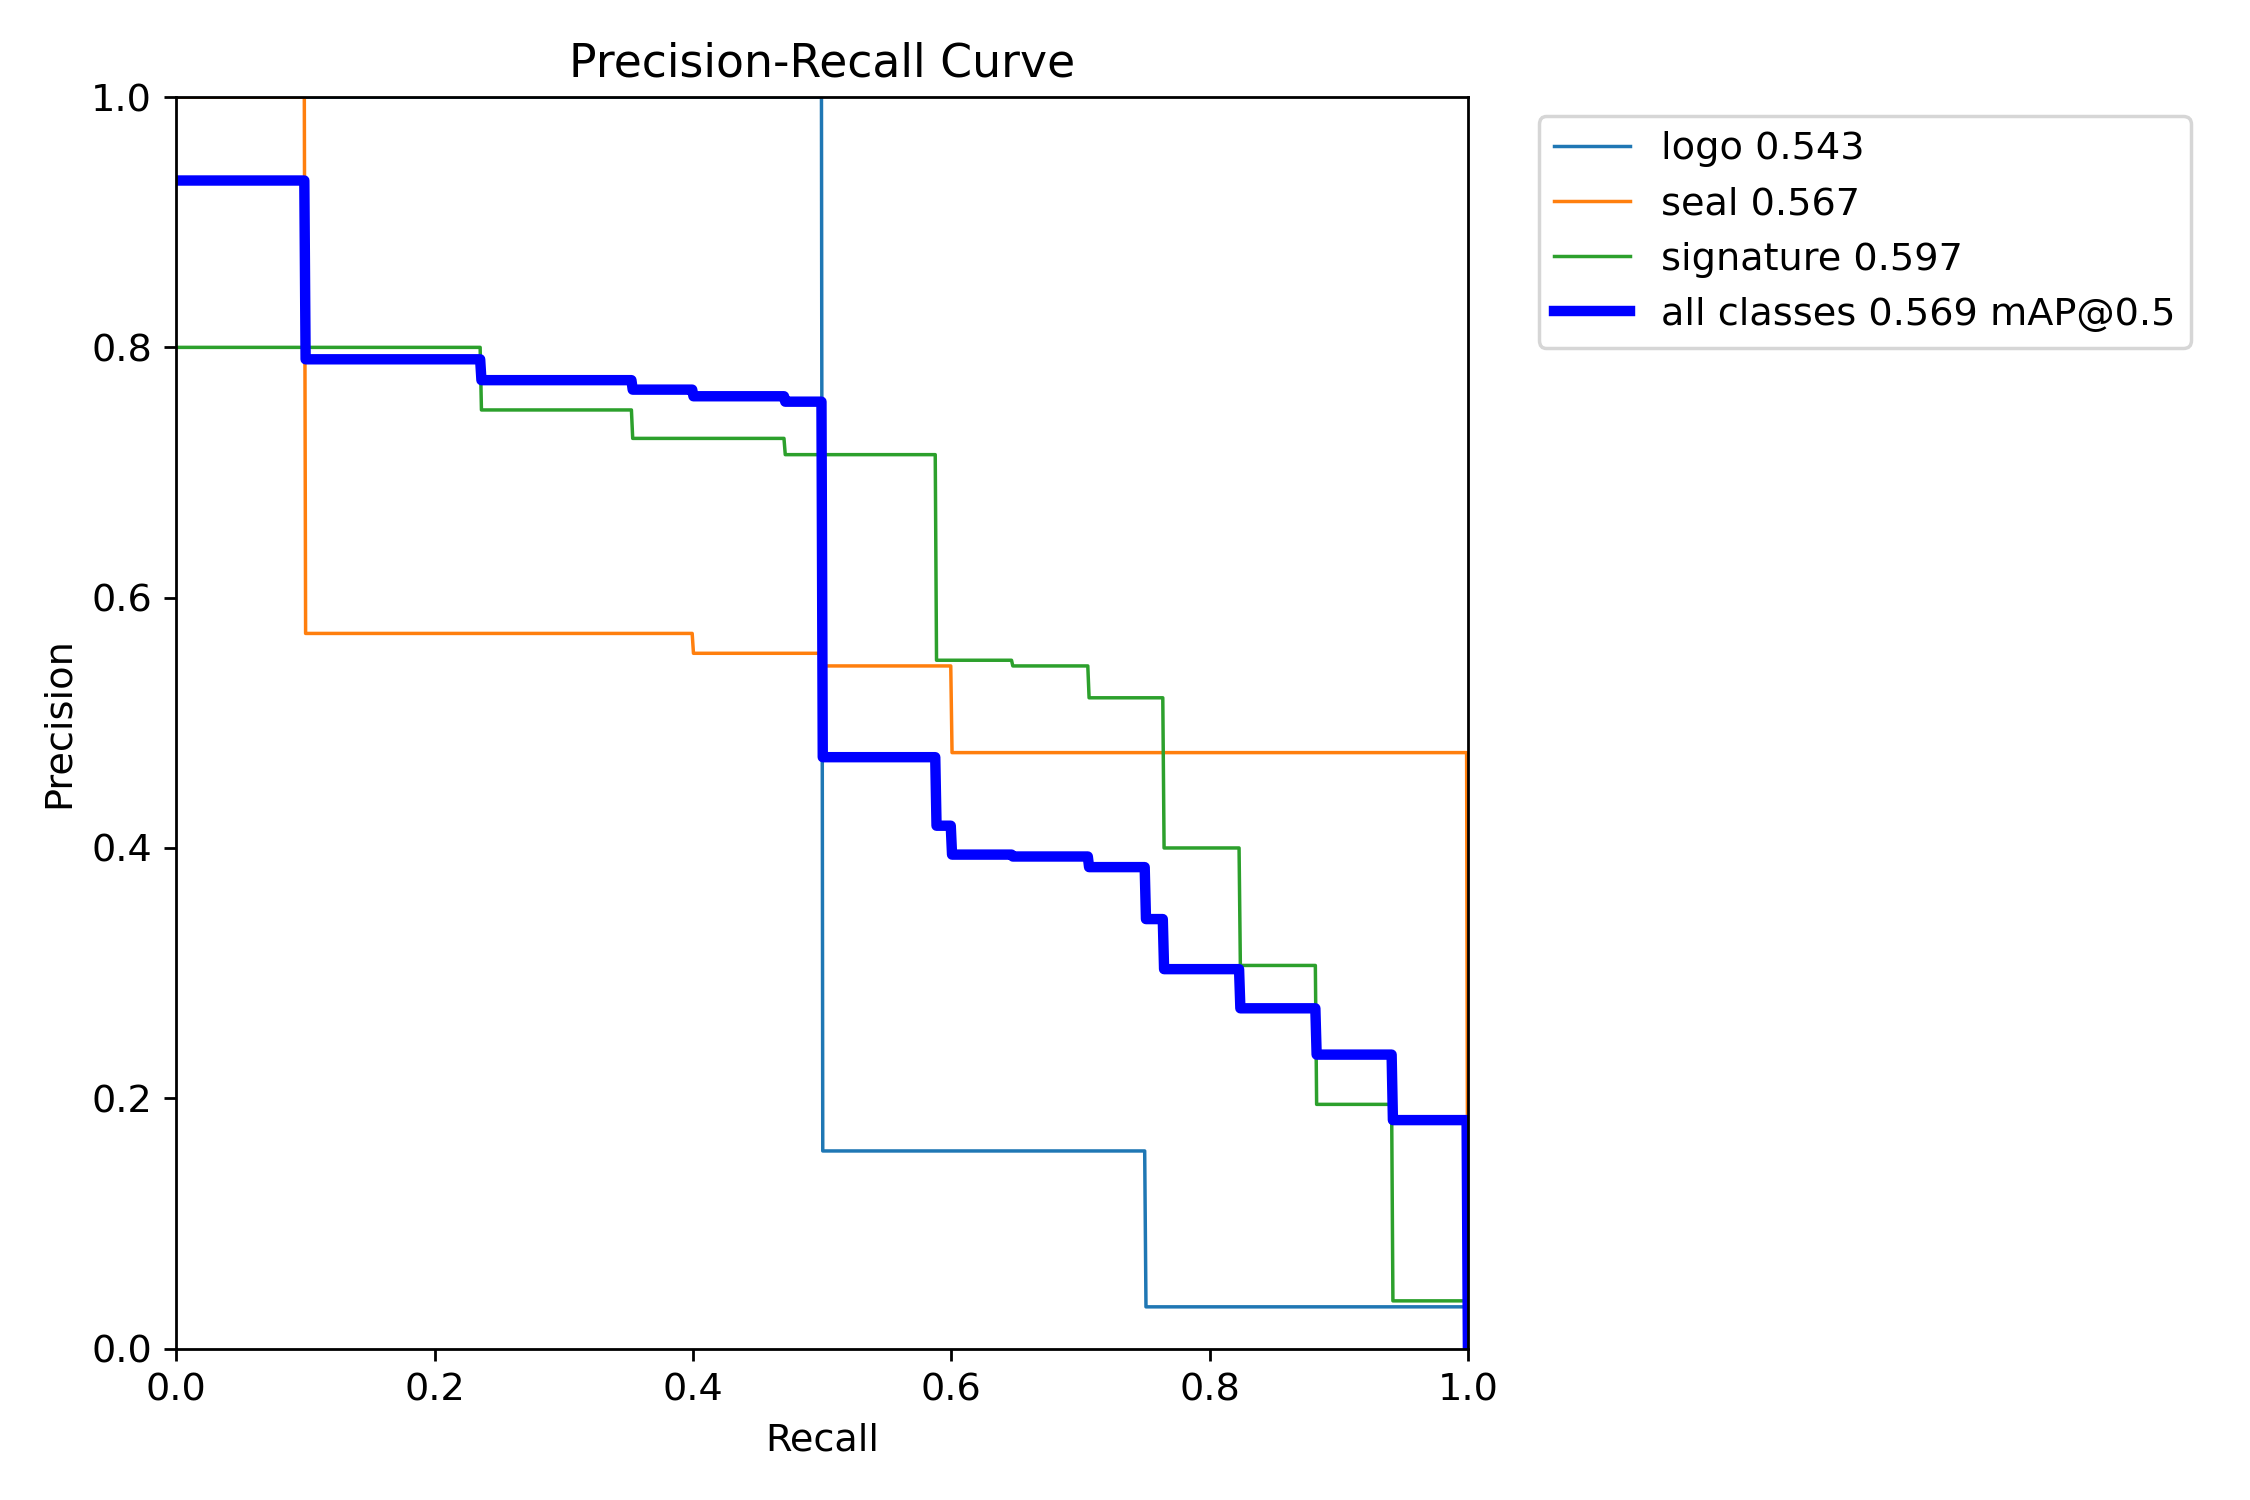 Precision-Recall Curve
1.0
0.8
0.6
0.4
0.2
0.0
Precision
0.0 0.2 0.4 0.6 0.8 1.0
Recall
logo 0.543
seal 0.567
signature 0.597
all classes 0.569 mAP@0.5